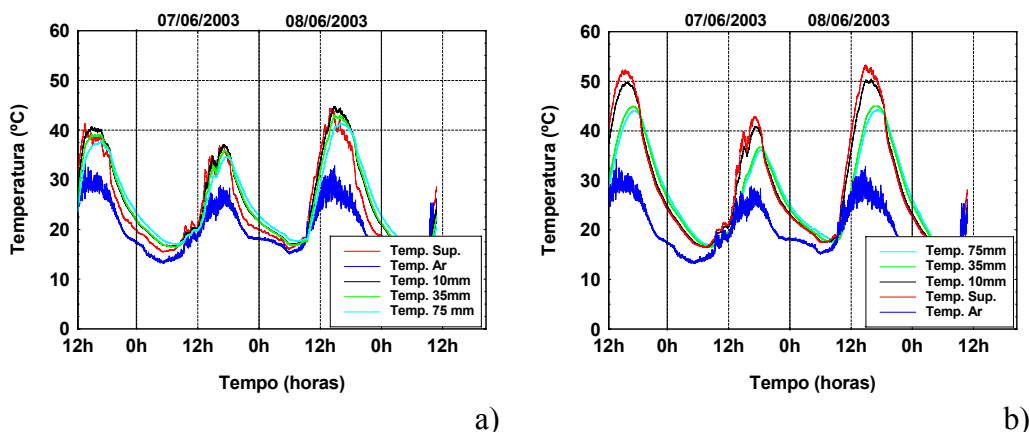 07/06/2003 08/06/2003
60
50
40
30
20
10
0
Temperatura (ºC)
Temp. Sup.
Temp. Ar
Temp. 10mm
Temp. 35mm
Temp. 75 mm
12h 0h 12h 0h 12h 0h 12h
Tempo (horas)
a)
07/06/2003 08/06/2003
60
50
40
30
20
10
0
Temperatura (ºC)
Temp. 75mm
Temp. 35mm
Temp. 10mm
Temp. Sup.
Temp. Ar
12h 0h 12h 0h 12h 0h 12h
Tempo (horas)
b)